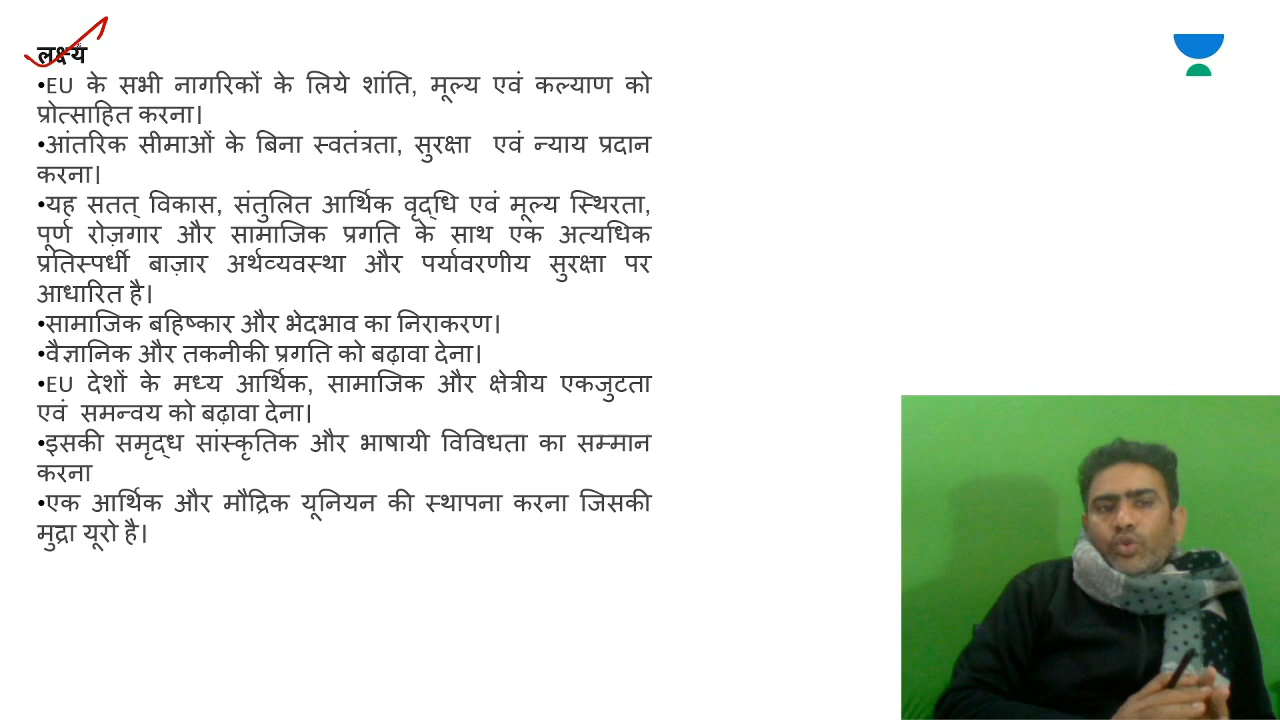 लक्ष्य
•EU के सभी नागरिकों के लिये शांति, मूल्य एवं कल्याण को
प्रोत्साहित करना।
•आंतरिक सीमाओं के बिना स्वतंत्रता, सुरक्षा एवं न्याय प्रदान
करना।
•यह सतत् विकास, संतुलित आर्थिक वृद्धि एवं मूल्य स्थिरता,
पूर्ण रोज़गार और सामाजिक प्रगति के साथ एक अत्यधिक
प्रतिस्पर्धी बाज़ार अर्थव्यवस्था और पर्यावरणीय सुरक्षा पर
आधारित है।
•सामाजिक बहिष्कार और भेदभाव का निराकरण।
•वैज्ञानिक और तकनीकी प्रगति को बढ़ावा देना।
•EU देशों के मध्य आर्थिक, सामाजिक और क्षेत्रीय एकजुटता
एवं समन्वय को बढ़ावा देना।
•इसकी समृद्ध सांस्कृतिक और भाषायी विविधता का सम्मान
करना
•एक आर्थिक और मौद्रिक यूनियन की स्थापना करना जिसकी
मुद्रा यूरो है।